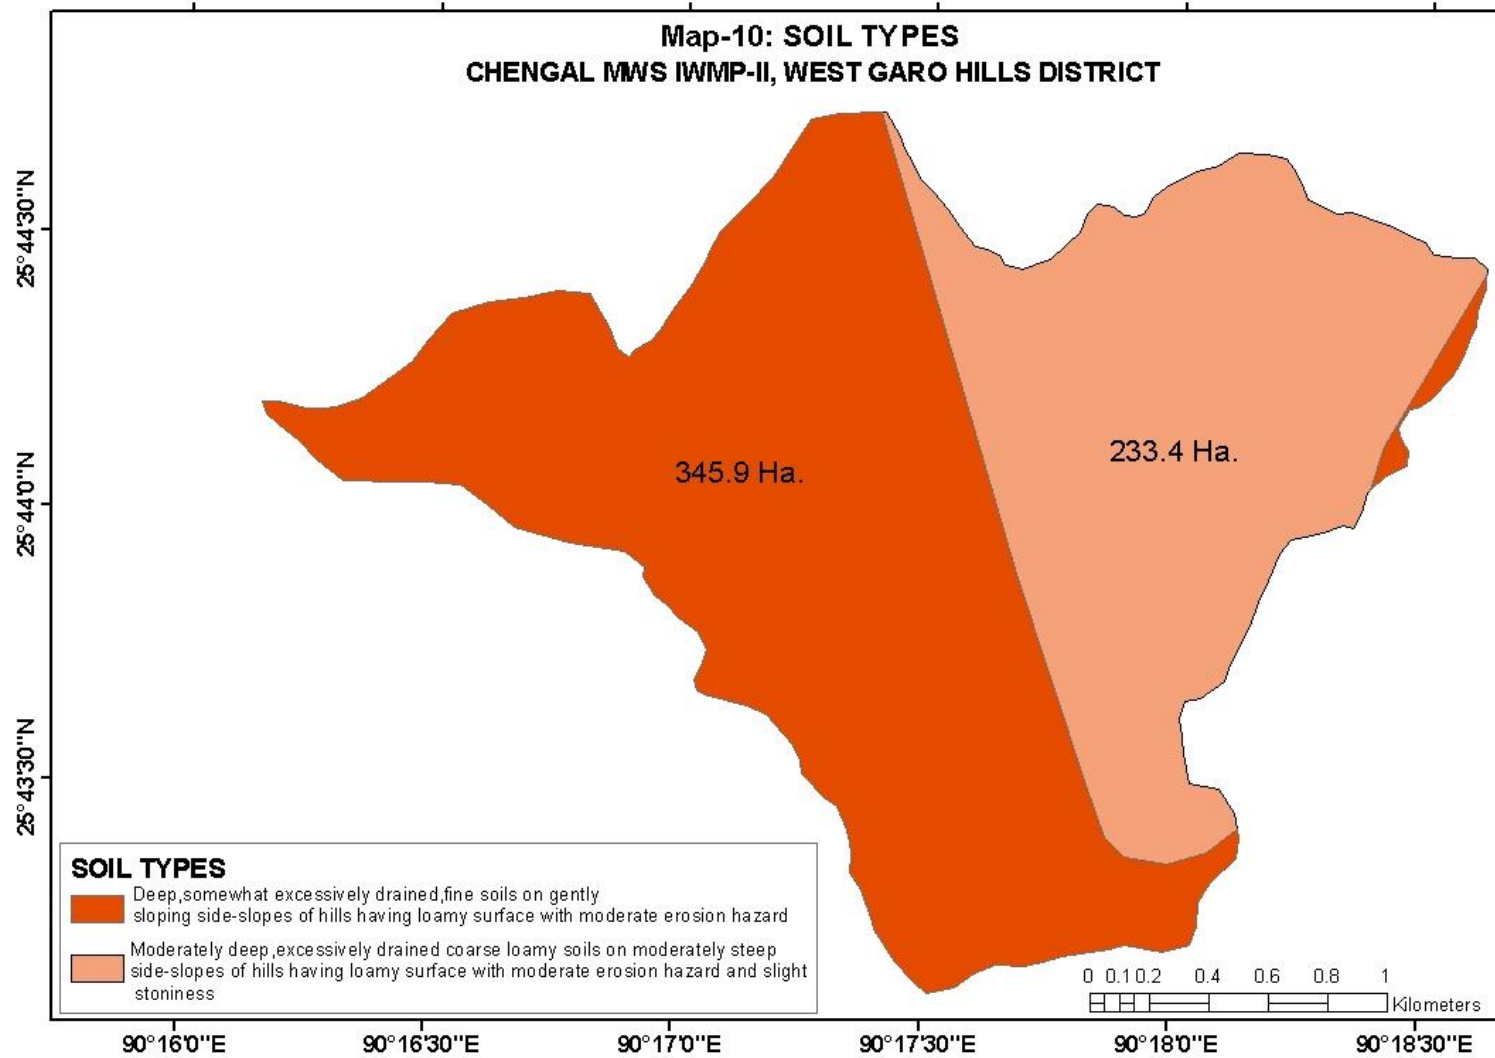 Map-10: SOIL TYPES
CHENGAL MWS IWMP-II, WEST GARO HILLS DISTRICT
25°44'30"N
25°44'0"N
25°43'30"N
345.9 Ha.
233.4 Ha.
SOIL TYPES
Deep,somewhat excessively drained,fine soils on gently
sloping side-slopes of hills having loamy surface with moderate erosion hazard
Moderately deep,excessively drained coarse loamy soils on moderately steep
side-slopes of hills having loamy surface with moderate erosion hazard and slight
stoniness
0 0.1 0.2 0.4 0.6 0.8 1
Kilometers
90°16'0"E 90°16'30"E 90°17'0"E 90°17'30"E 90°18'0"E 90°18'30"E